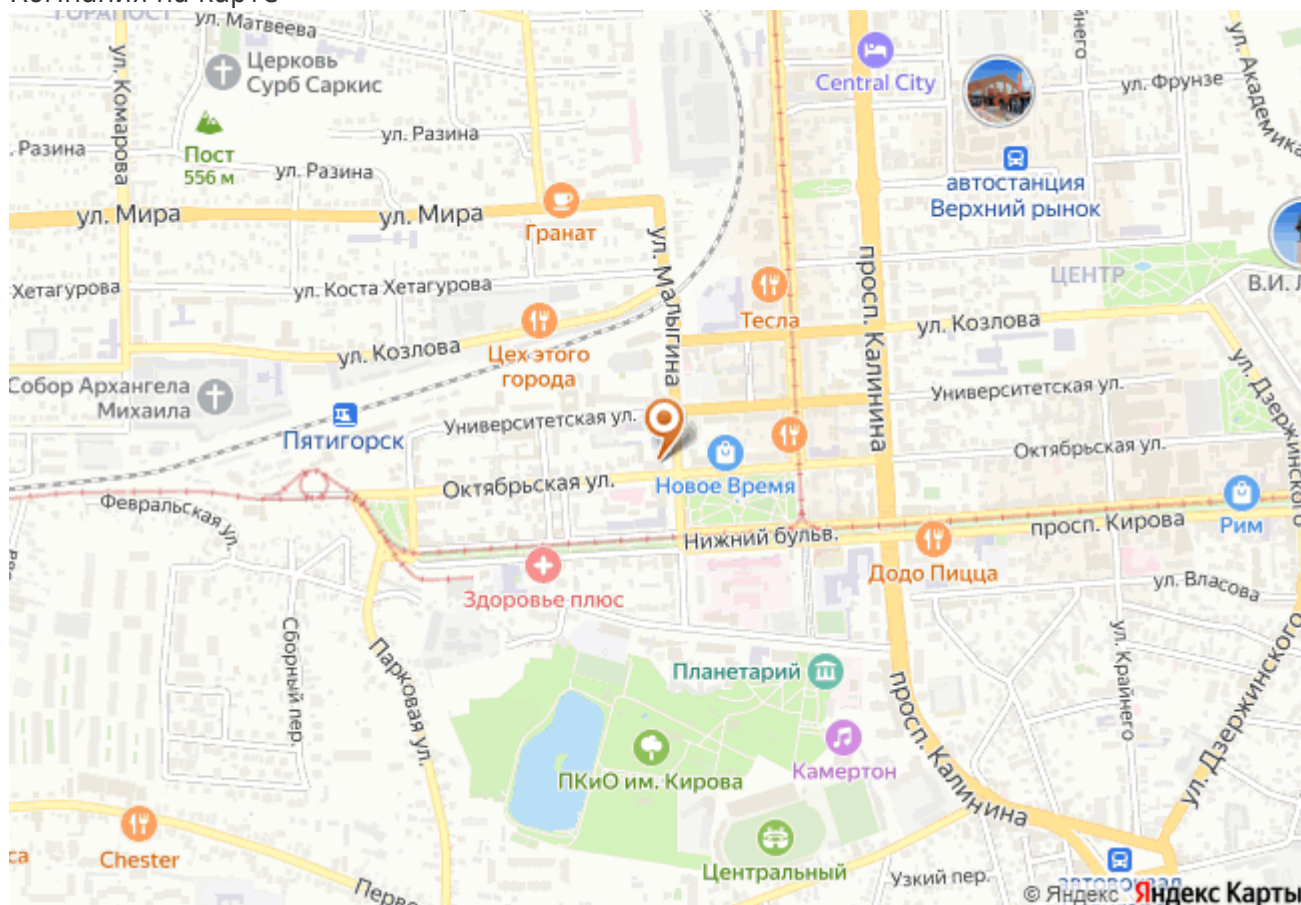 ул. Матвеева
Церковь
Сурб Саркис
ул. Комарова
Central City
ул. Фрунзе
ул. Академика
Разина
Пост
556 м
ул. Разина
ул. Разина
автостанция
Верхний рынок
ул. Мира
ул. Мира
Гранат
ул. Малыгина
просп. Калинина
ЦЕНТР
Хетагурова
ул. Коста Хетагурова
Тесла
ул. Козлова
ул. Козлова
Цех этого
города
Собор Архангела
Михаила
Пятигорск
Университетская ул.
Университетская ул.
ул. Дзержинского
Октябрьская ул.
Октябрьская ул.
Новое Время
Февральская ул.
Нижний бульв.
просп. Кирова
Рим
Додо Пицца
Здоровье плюс
ул. Власова
Сборный пер.
Парковая ул.
Планетарий
ул. Крайнего
ул. Дзержинского
ПКиО им. Кирова
Камертон
просп. Калинина
Chester
Центральный
Узкий пер.
автовокзал
© Яндекс Яндекс Карты